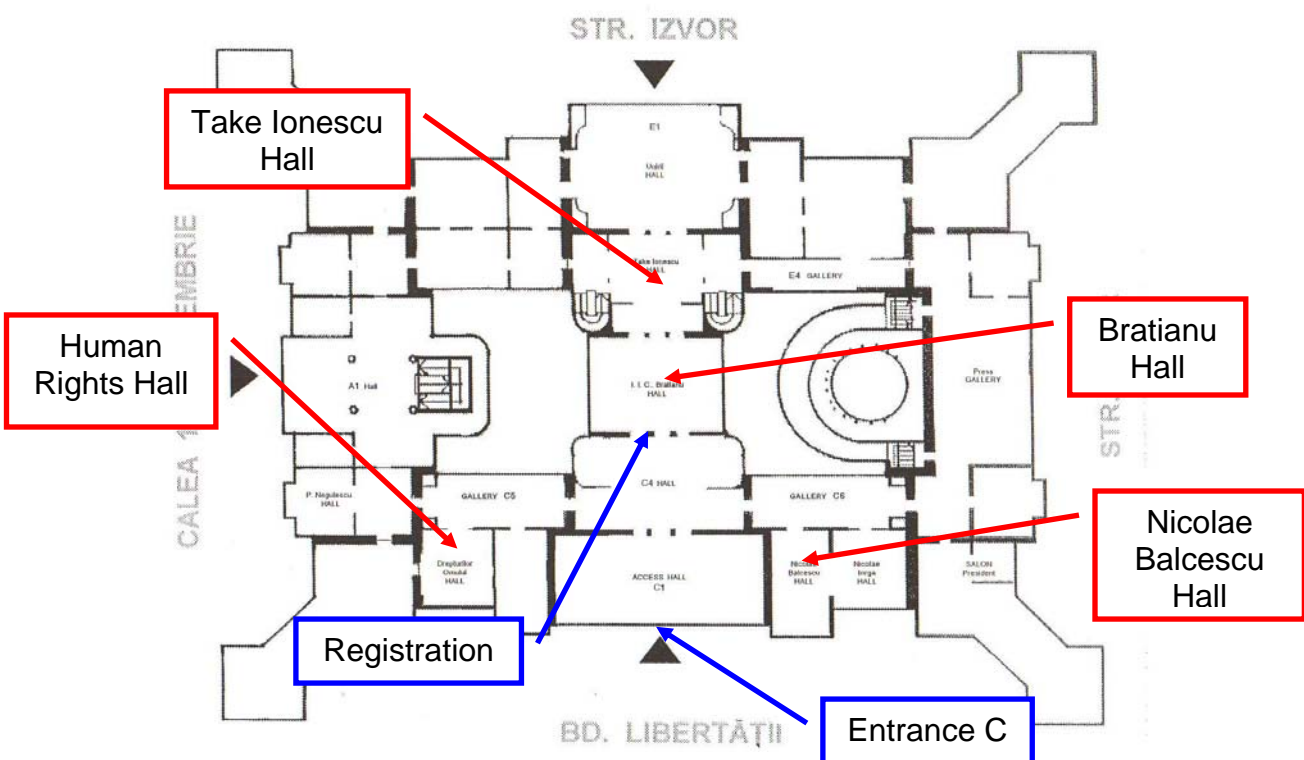 STR. IZVOR
Take Ionescu
Hall
E1
Unirii
HALL
Take Ionescu
HALL
E4 GALLERY
CALEA 1
EMBRIE
Human
Rights Hall
A1 Hall
I. I. C. Bratianu
HALL
Press
GALLERY
Bratianu
Hall
STR.
P. Negulescu
HALL
GALLERY C5
C4 HALL
GALLERY C6
Drepturilor
Omului
HALL
ACCESS HALL
C1
Nicolae
Balcescu
HALL
Nicolae
Iorga
HALL
SALON
President
Nicolae
Balcescu
Hall
Registration
Entrance C
BD. LIBERTĂȚII